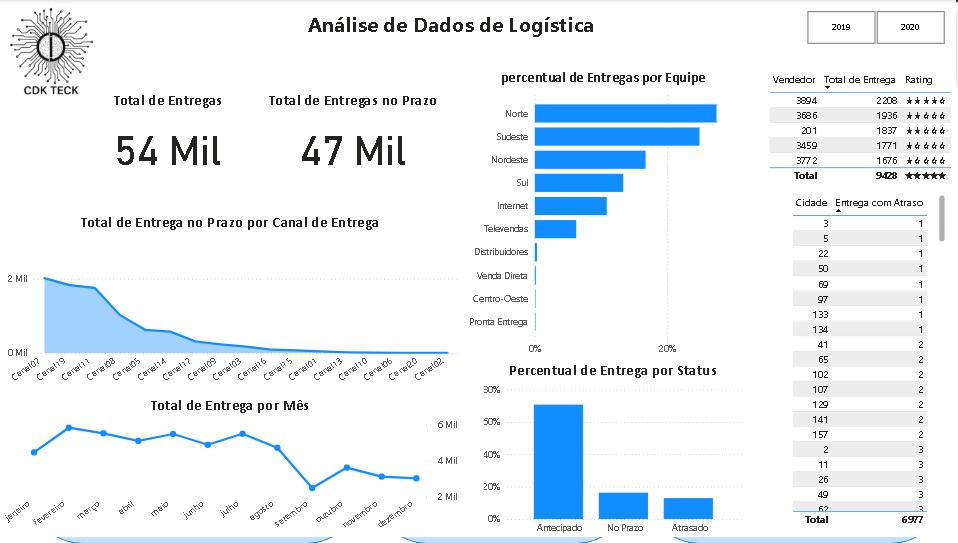 Análise de Dados de Logística
CDK TECK
2019
2020
Total de Entregas
54 Mil
Total de Entregas no Prazo
47 Mil
percentual de Entregas por Equipe
Norte
Sudeste
Nordeste
Sul
Internet
Televendas
Distribuidores
Venda Direta
Centro-Oeste
Pronta Entrega
0%
20%
Vendedor Total de Entrega Rating
3894 2208 ★★★★☆
3686 1936 ★★☆☆☆
201 1837 ★☆☆☆☆
3459 1771 ★☆☆☆☆
3772 1676 ★☆☆☆☆
Total 9428 ★★★★★
Total de Entrega no Prazo por Canal de Entrega
2 Mil
0 Mil
Canal07 Canal19 Canal11 Canal08 Canal05 Canal14 Canal17 Canal09 Canal03 Canal16 Canal15 Canal01 Canal13 Canal10 Canal06 Canal20 Canal02
Cidade Entrega com Atraso
3 1
5 1
22 1
50 1
69 1
97 1
133 1
134 1
41 2
65 2
102 2
107 2
129 2
141 2
157 2
2 3
11 3
26 3
49 3
62 3
Total 6977
Total de Entrega por Mês
6 Mil
4 Mil
2 Mil
janeiro fevereiro março abril maio junho julho agosto setembro outubro novembro dezembro
Percentual de Entrega por Status
80%
60%
40%
20%
0%
Antecipado No Prazo Atrasado